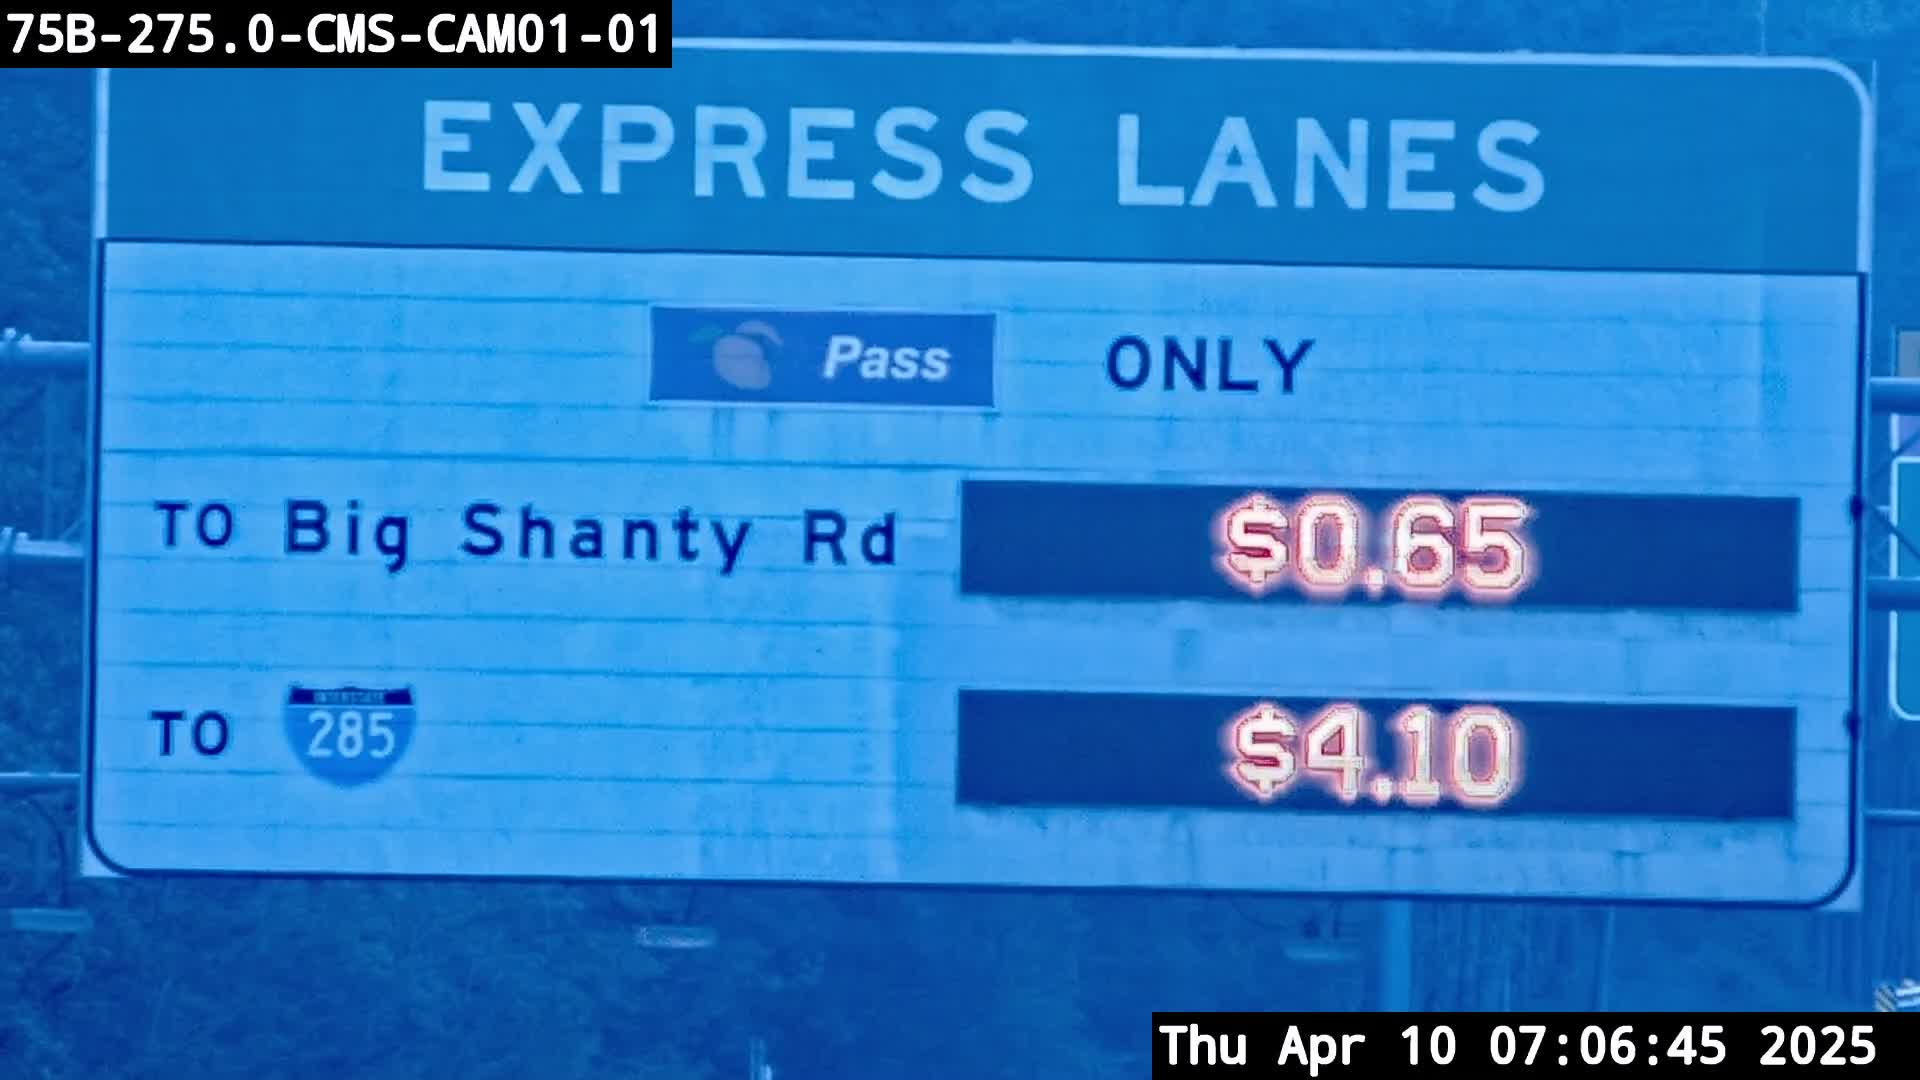 75B-275.0-CMS-CAM01-01
EXPRESS LANES
Pass ONLY
TO Big Shanty Rd $0.65
INTERSTATE
TO 285 $4.10
Thu Apr 10 07:06:45 2025